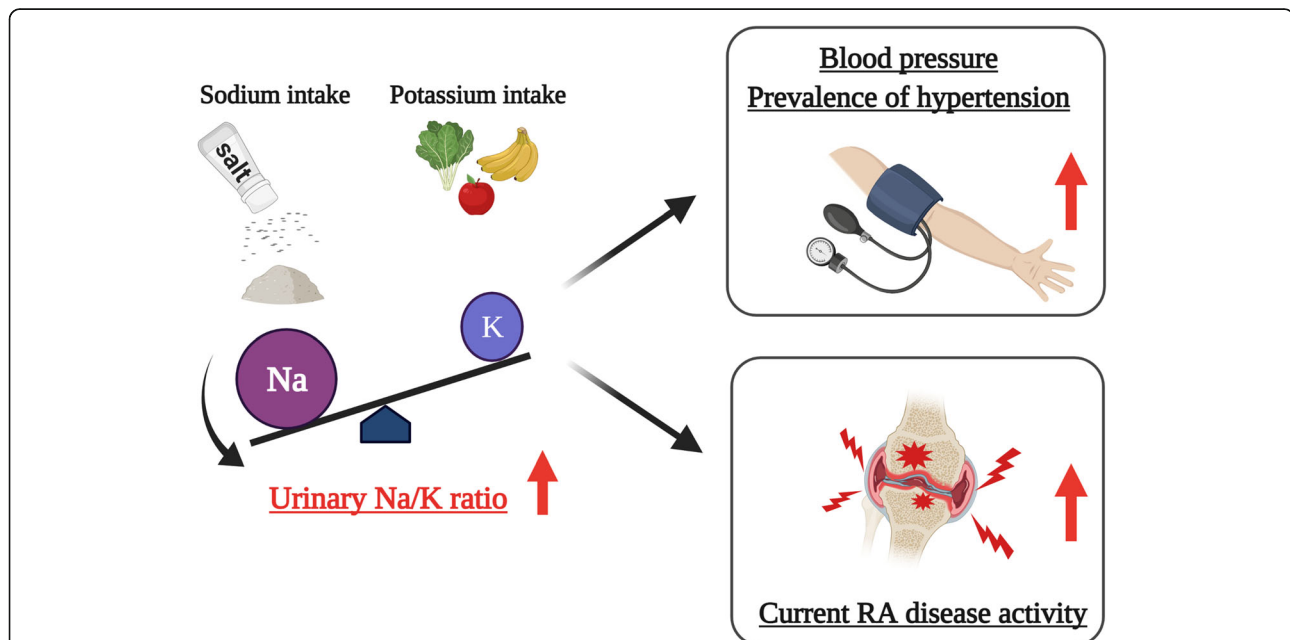 Sodium intake
Potassium intake
salt
Na
K
Urinary Na/K ratio
Blood pressure
Prevalence of hypertension
Current RA disease activity